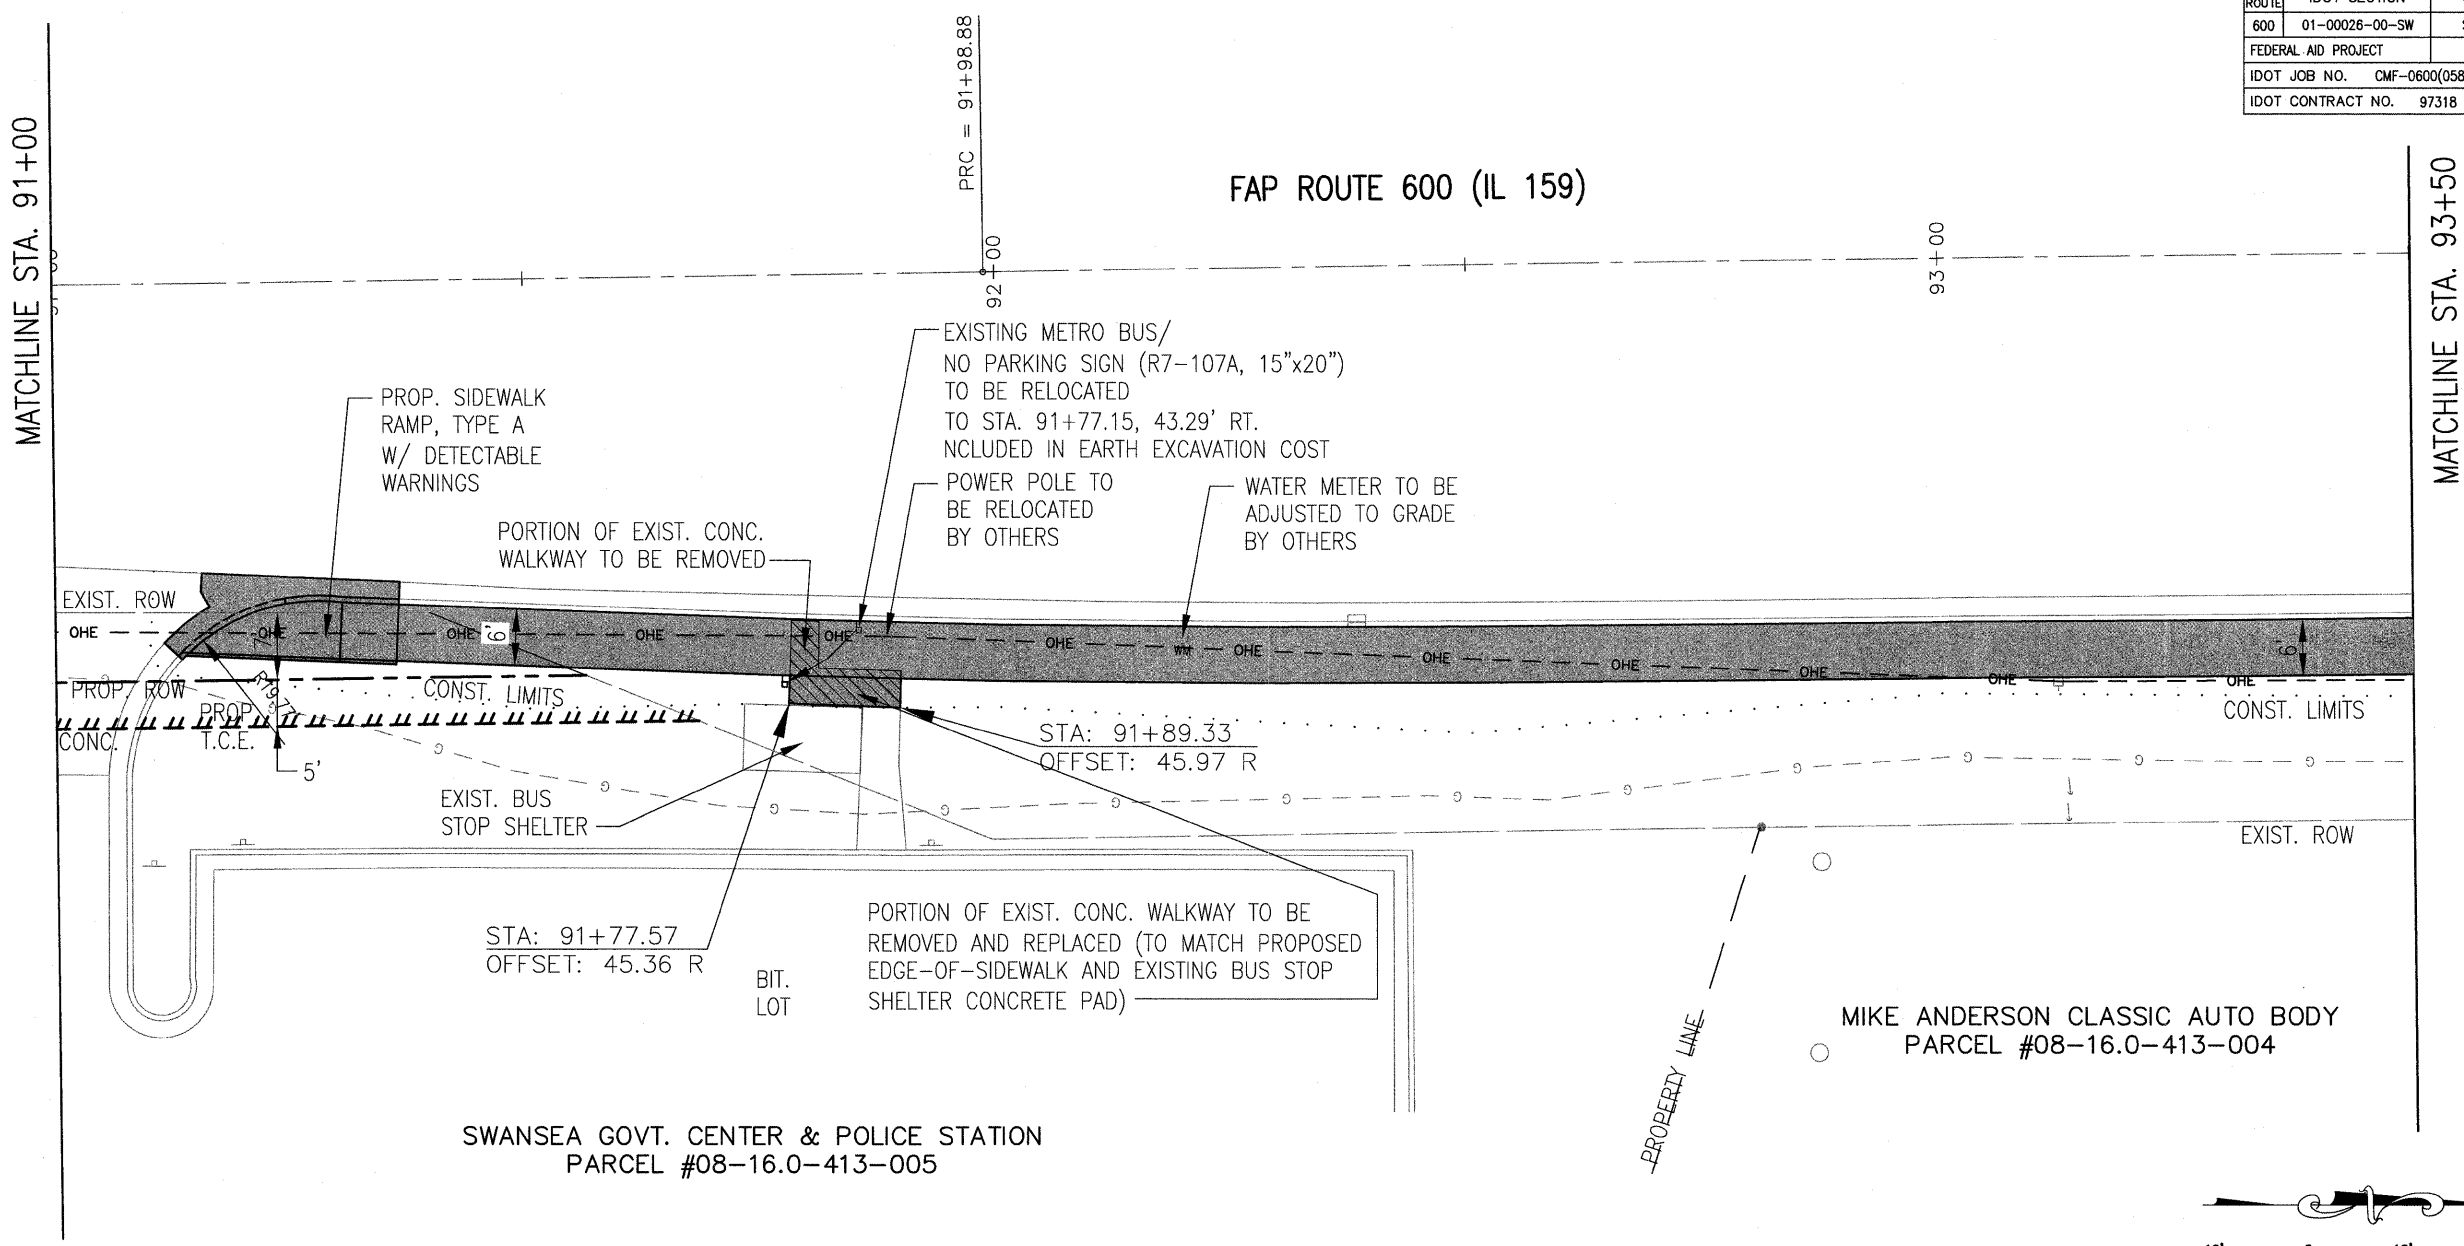 ROUTE
600 01-00026-00-SW
FEDERAL AID PROJECT
IDOT JOB NO. CMF-0600(058
IDOT CONTRACT NO. 97318
MATCHLINE STA. 91+00
PRC = 91+98.88
FAP ROUTE 600 (IL 159)
92+00
93+00
MATCHLINE STA. 93+50
EXISTING METRO BUS/
NO PARKING SIGN (R7-107A, 15"x20")
TO BE RELOCATED
TO STA. 91+77.15, 43.29' RT.
NCLUDED IN EARTH EXCAVATION COST
PROP. SIDEWALK
RAMP, TYPE A
W/ DETECTABLE
WARNINGS
POWER POLE TO
BE RELOCATED
BY OTHERS
WATER METER TO BE
ADJUSTED TO GRADE
BY OTHERS
PORTION OF EXIST. CONC.
WALKWAY TO BE REMOVED
EXIST. ROW
OHE OHE OHE OHE OHE OHE OHE OHE OHE OHE OHE OHE
WM
6'
6'
7'
R19.77'
PROP. ROW
CONST. LIMITS
PROP.
T.C.E.
CONC.
5'
CONST. LIMITS
STA: 91+89.33
OFFSET: 45.97 R
G G G G G G G G G G G G
EXIST. BUS
STOP SHELTER
EXIST. ROW
STA: 91+77.57
OFFSET: 45.36 R
PORTION OF EXIST. CONC. WALKWAY TO BE
REMOVED AND REPLACED (TO MATCH PROPOSED
EDGE-OF-SIDEWALK AND EXISTING BUS STOP
SHELTER CONCRETE PAD)
BIT.
LOT
PROPERTY LINE
MIKE ANDERSON CLASSIC AUTO BODY
PARCEL #08-16.0-413-004
SWANSEA GOVT. CENTER & POLICE STATION
PARCEL #08-16.0-413-005